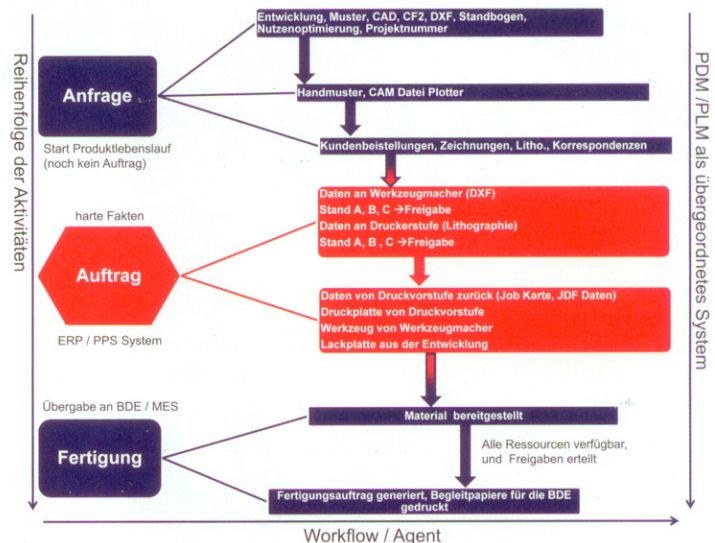 Entwicklung, Muster, CAD, CF2, DXF, Standbogen,
Nutzenoptimierung, Projektnummer
Anfrage
Handmuster, CAM Datei Plotter
Start Produktlebenslauf
(noch kein Auftrag)
Kundenbeistellungen, Zeichnungen, Litho., Korrespondenzen
Reihenfolge der Aktivitäten
PDM /PLM als übergeordnetes System
harte Fakten
Daten an Werkzeugmacher (DXF)
Stand A, B, C →Freigabe
Daten an Druckerstufe (Lithographie)
Stand A, B , C →Freigabe
Auftrag
ERP / PPS System
Daten von Druckvorstufe zurück (Job Karte, JDF Daten)
Druckplatte von Druckvorstufe
Werkzeug von Werkzeugmacher
Lackplatte aus der Entwicklung
Übergabe an BDE / MES
Material bereitgestellt
Fertigung
Alle Ressourcen verfügbar,
und Freigaben erteilt
Fertigungsauftrag generiert, Begleitpapiere für die BDE
gedruckt
Workflow / Agent